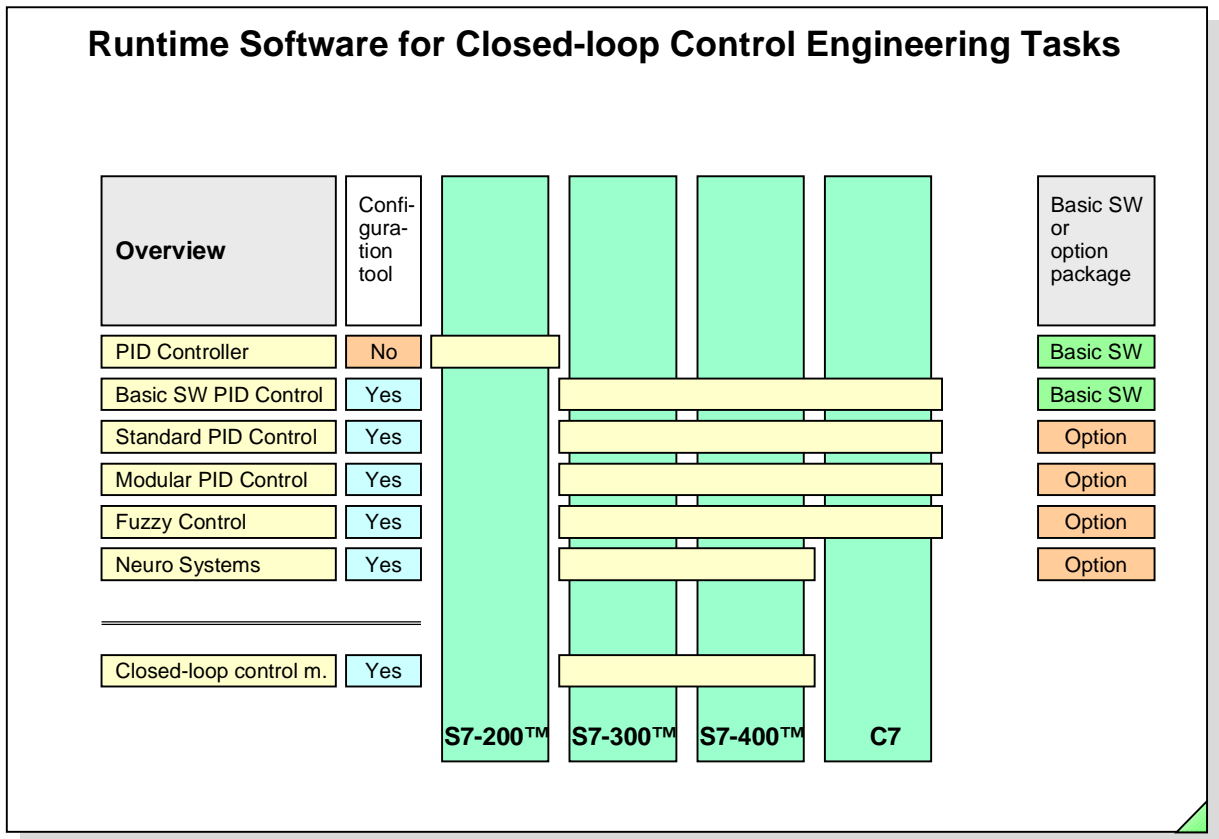 Runtime Software for Closed-loop Control Engineering Tasks
Overview
Confi-
gura-
tion
tool
Basic SW
or
option
package
PID Controller No Basic SW
Basic SW PID Control Yes Basic SW
Standard PID Control Yes Option
Modular PID Control Yes Option
Fuzzy Control Yes Option
Neuro Systems Yes Option
Closed-loop control m. Yes
S7-200™ S7-300™ S7-400™ C7